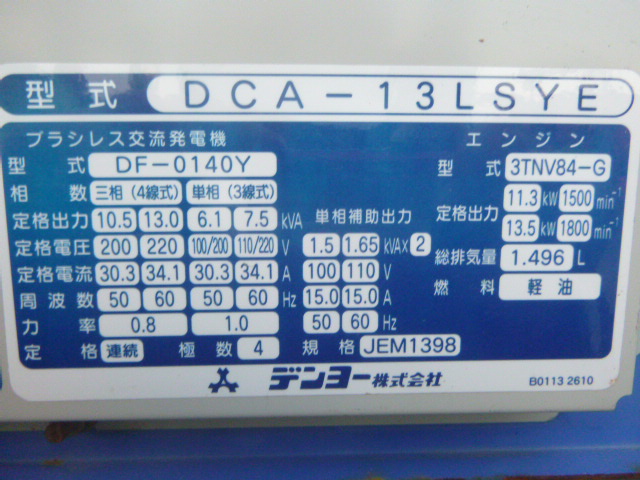 型式 DCA-13LSYE
ブラシレス交流発電機 エンジン
型式 DF-0140Y 型式 3TNV84-G
相数 三相(4線式) 単相(3線式) 11.3 kW 1500 min⁻¹
定格出力 10.5 13.0 6.1 7.5 kVA 単相補助出力 定格出力 13.5 kW 1800 min⁻¹
定格電圧 200 220 100/200 110/220 V 1.5 1.65 kVA×2 総排気量 1.496 L
定格電流 30.3 34.1 30.3 34.1 A 100 110 V 燃料 軽油
周波数 50 60 50 60 Hz 15.0 15.0 A
力率 0.8 1.0 50 60 Hz
定格 連続 極数 4 規格 JEM1398
デンヨー株式会社 B0113 2610